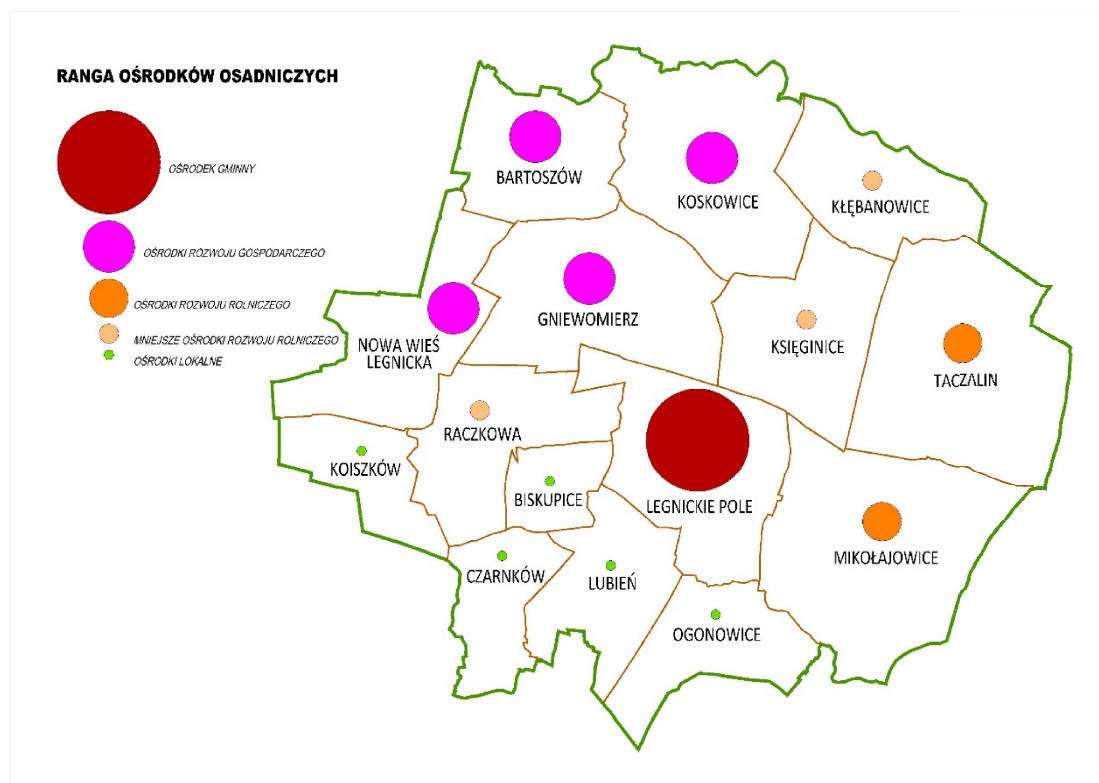 RANGA OŚRODKÓW OSADNICZYCH
OŚRODEK GMINNY
OŚRODKI ROZWOJU GOSPODARCZEGO
OŚRODKI ROZWOJU ROLNICZEGO
MNIEJSZE OŚRODKI ROZWOJU ROLNICZEGO
OŚRODKI LOKALNE
BARTOSZÓW
KOSKOWICE
KŁĘBANOWICE
GNIEWOMIERZ
KSIĘGINICE
NOWA WIEŚ
LEGNICKA
TACZALIN
RACZKOWA
KOISZKÓW
BISKUPICE
LEGNICKIE POLE
MIKOŁAJOWICE
CZARNKÓW
LUBIEŃ
OGONOWICE